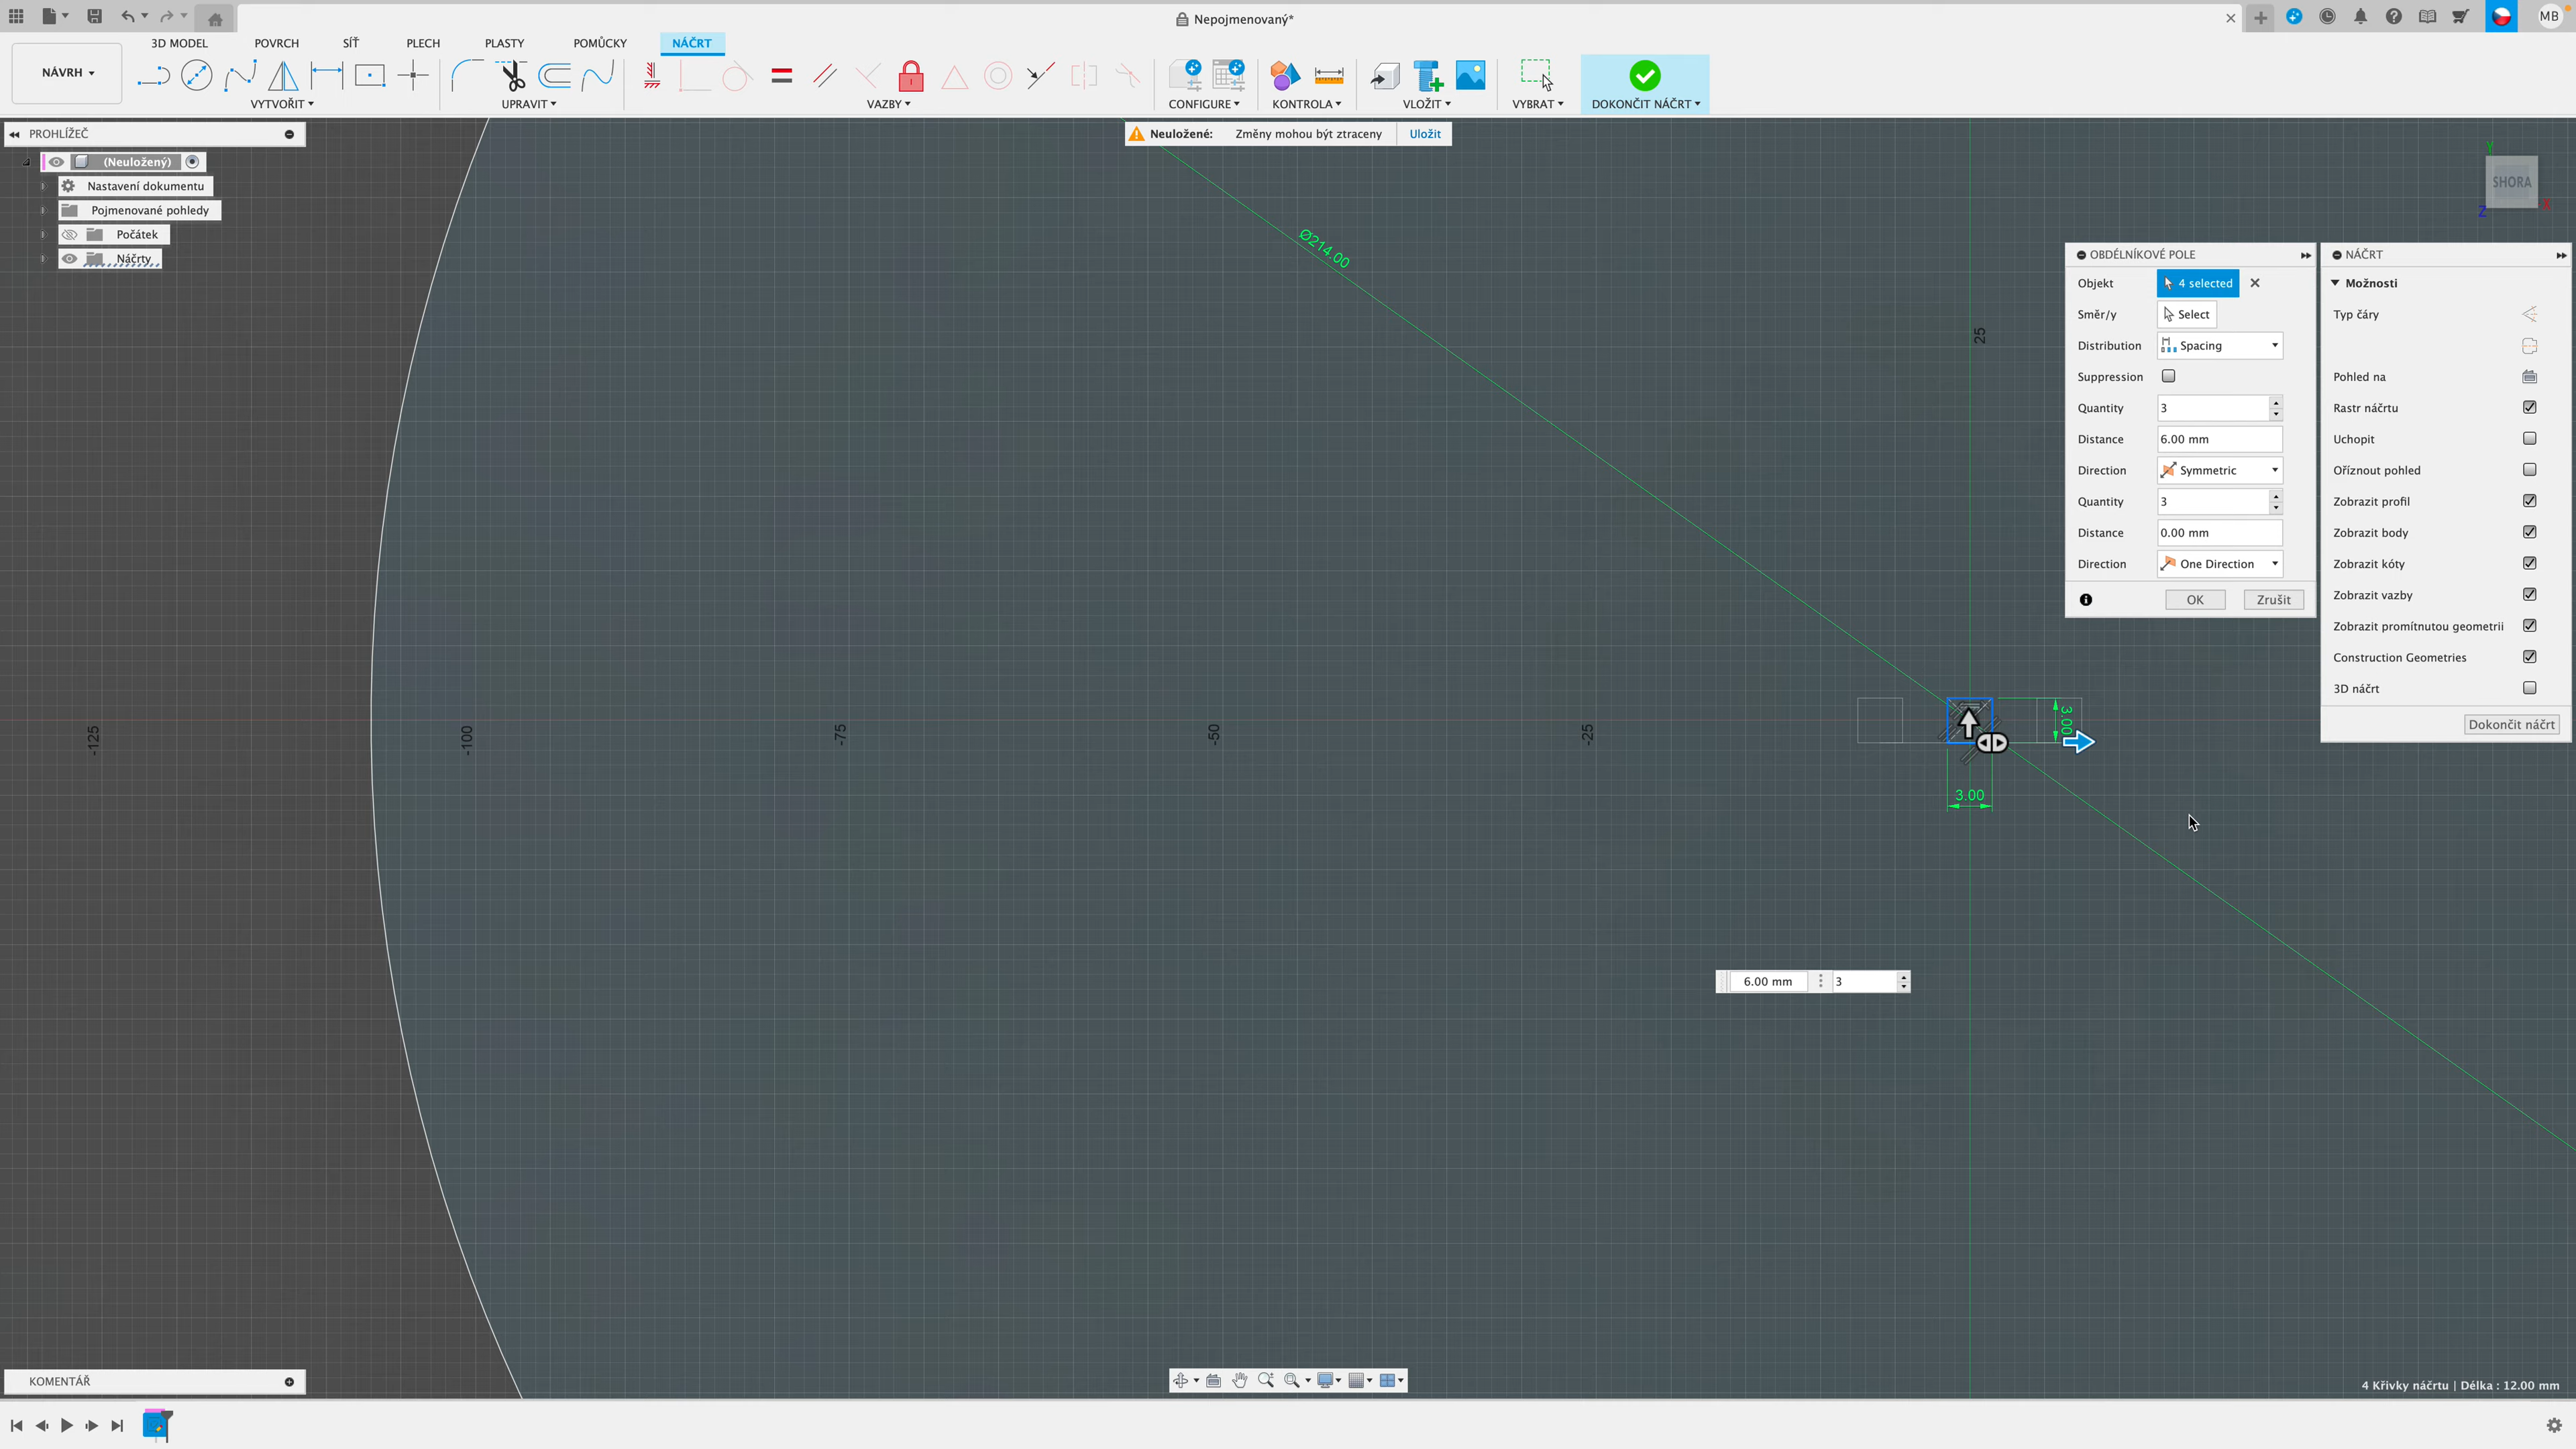 Nepojmenovaný*
MB
NÁVRH
3D MODEL
POVRCH
SÍŤ
PLECH
PLASTY
POMŮCKY
NÁČRT
VYTVOŘIT
UPRAVIT
VAZBY
CONFIGURE
KONTROLA
VLOŽIT
VYBRAT
DOKONČIT NÁČRT
PROHLÍŽEČ
(Neuložený)
Nastavení dokumentu
Pojmenované pohledy
Počátek
Náčrty
Neuložené: Změny mohou být ztraceny Uložit
Y
SHORA
Z
X
Ø214.00
25
-125
-100
-75
-50
-25
3.00
3.00
6.00 mm 3
OBDÉLNÍKOVÉ POLE
Objekt 4 selected
Směr/y Select
Distribution Spacing
Suppression
Quantity 3
Distance 6.00 mm
Direction Symmetric
Quantity 3
Distance 0.00 mm
Direction One Direction
OK Zrušit
NÁČRT
Možnosti
Typ čáry
Pohled na
Rastr náčrtu
Uchopit
Oříznout pohled
Zobrazit profil
Zobrazit body
Zobrazit kóty
Zobrazit vazby
Zobrazit promítnutou geometrii
Construction Geometries
3D náčrt
Dokončit náčrt
KOMENTÁŘ
4 Křivky náčrtu | Délka : 12.00 mm